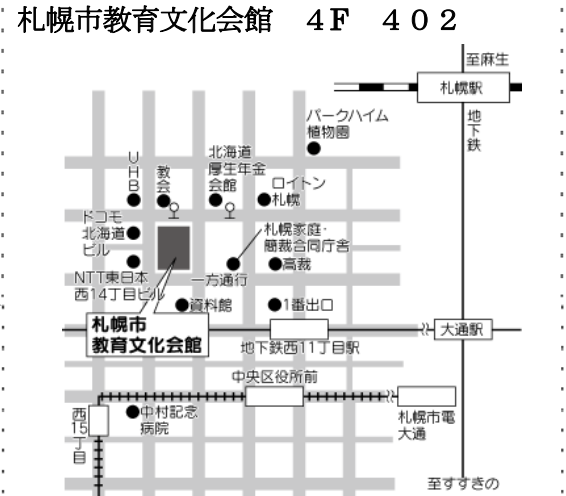 札幌市教育文化会館　４F　４０２
至麻生
札幌駅
地下鉄
パークハイム
植物園
UHB
教会
北海道
厚生年金
会館
ロイトン
札幌
ドコモ
北海道
ビル
札幌家庭・
簡裁合同庁舎
高裁
一方通行
NTT東日本
西14丁目ビル
資料館
1番出口
札幌市
教育文化会館
地下鉄西11丁目駅
大通駅
中央区役所前
西15丁目
中村記念
病院
札幌市電
大通
至すすきの